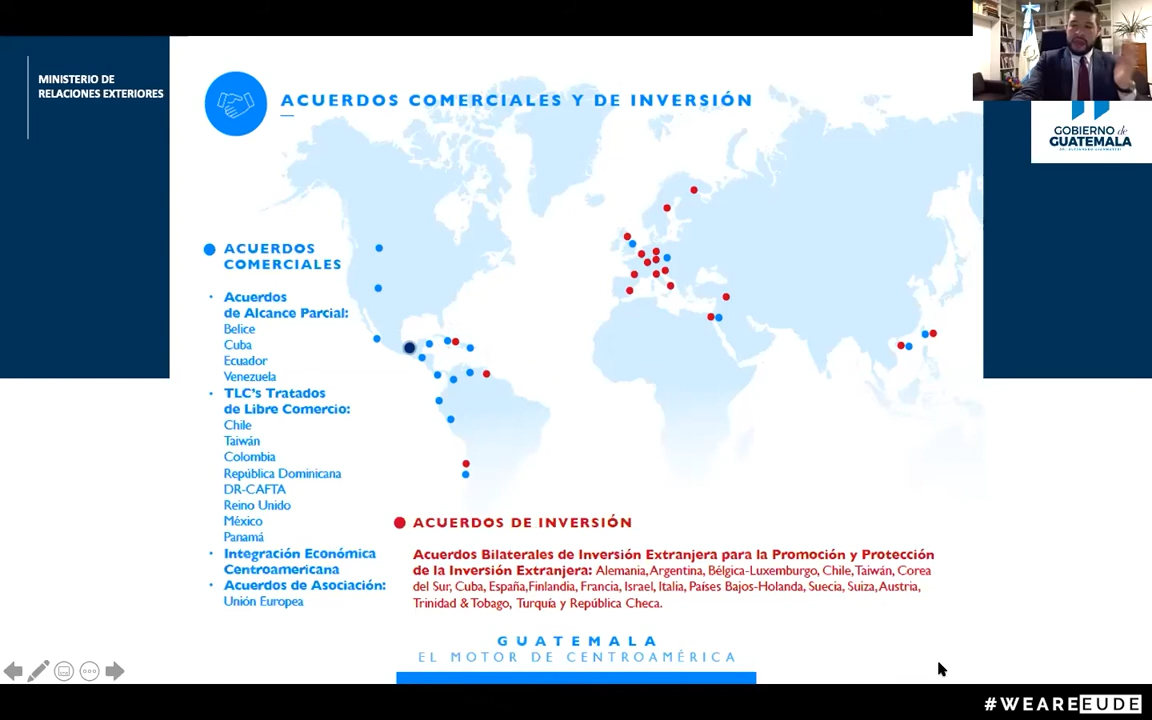 MINISTERIO DE
RELACIONES EXTERIORES
ACUERDOS COMERCIALES Y DE INVERSIÓN
GOBIERNO de
GUATEMALA
ACUERDOS
COMERCIALES
• Acuerdos
de Alcance Parcial:
Belice
Cuba
Ecuador
Venezuela
• TLC's Tratados
de Libre Comercio:
Chile
Taiwán
Colombia
República Dominicana
DR-CAFTA
Reino Unido
México
Panamá
• Integración Económica
Centroamericana
• Acuerdos de Asociación:
Unión Europea
ACUERDOS DE INVERSIÓN
Acuerdos Bilaterales de Inversión Extranjera para la Promoción y Protección
de la Inversión Extranjera: Alemania, Argentina, Bélgica-Luxemburgo, Chile, Taiwán, Corea
del Sur, Cuba, España, Finlandia, Francia, Israel, Italia, Países Bajos-Holanda, Suecia, Suiza, Austria,
Trinidad & Tobago, Turquía y República Checa.
GUATEMALA
EL MOTOR DE CENTROAMÉRICA
#WEAREEUDE